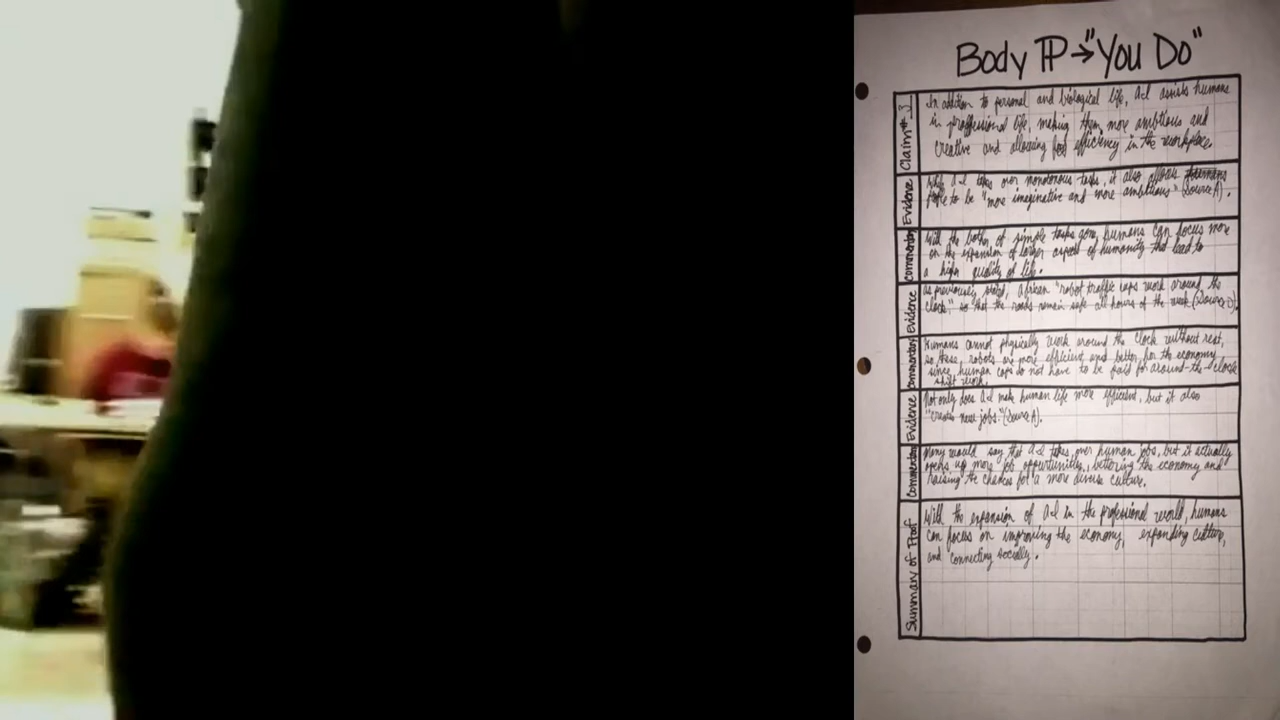 Body TP → "You Do"
Claim # 3
In addition to personal and biological life, A-I assists humans
in proffessional life, making them more ambitious and
creative and allowing for efficiency in the workplace.
Evidence
While A-I takes over monotonous tasks, it also allows
people to be "more imaginative and more ambitious" (Source A).
Commentary
With the bother of simple tasks gone, humans can focus more
on the expansion of larger aspects of humanity that lead to
a high quality of life.
Evidence
As previously stated, African "robot traffic cops work around the
clock" so that the roads remain safe all hours of the week (Source D).
Commentary
Humans cannot physically work around the clock without rest,
so these robots are more efficient and better for the economy
since human cops do not have to be paid for around-the-clock
shift work.
Evidence
Not only does A-I make human life more efficient, but it also
"creates new jobs." (Source A).
Commentary
Many would say that A-I takes over human jobs, but it actually
opens up more job opportunities, bettering the economy and
raising the chances for a more diverse culture.
Summary of Proof
With the expansion of A-I in the professional world, humans
can focus on improving the economy, expanding culture,
and connecting socially.